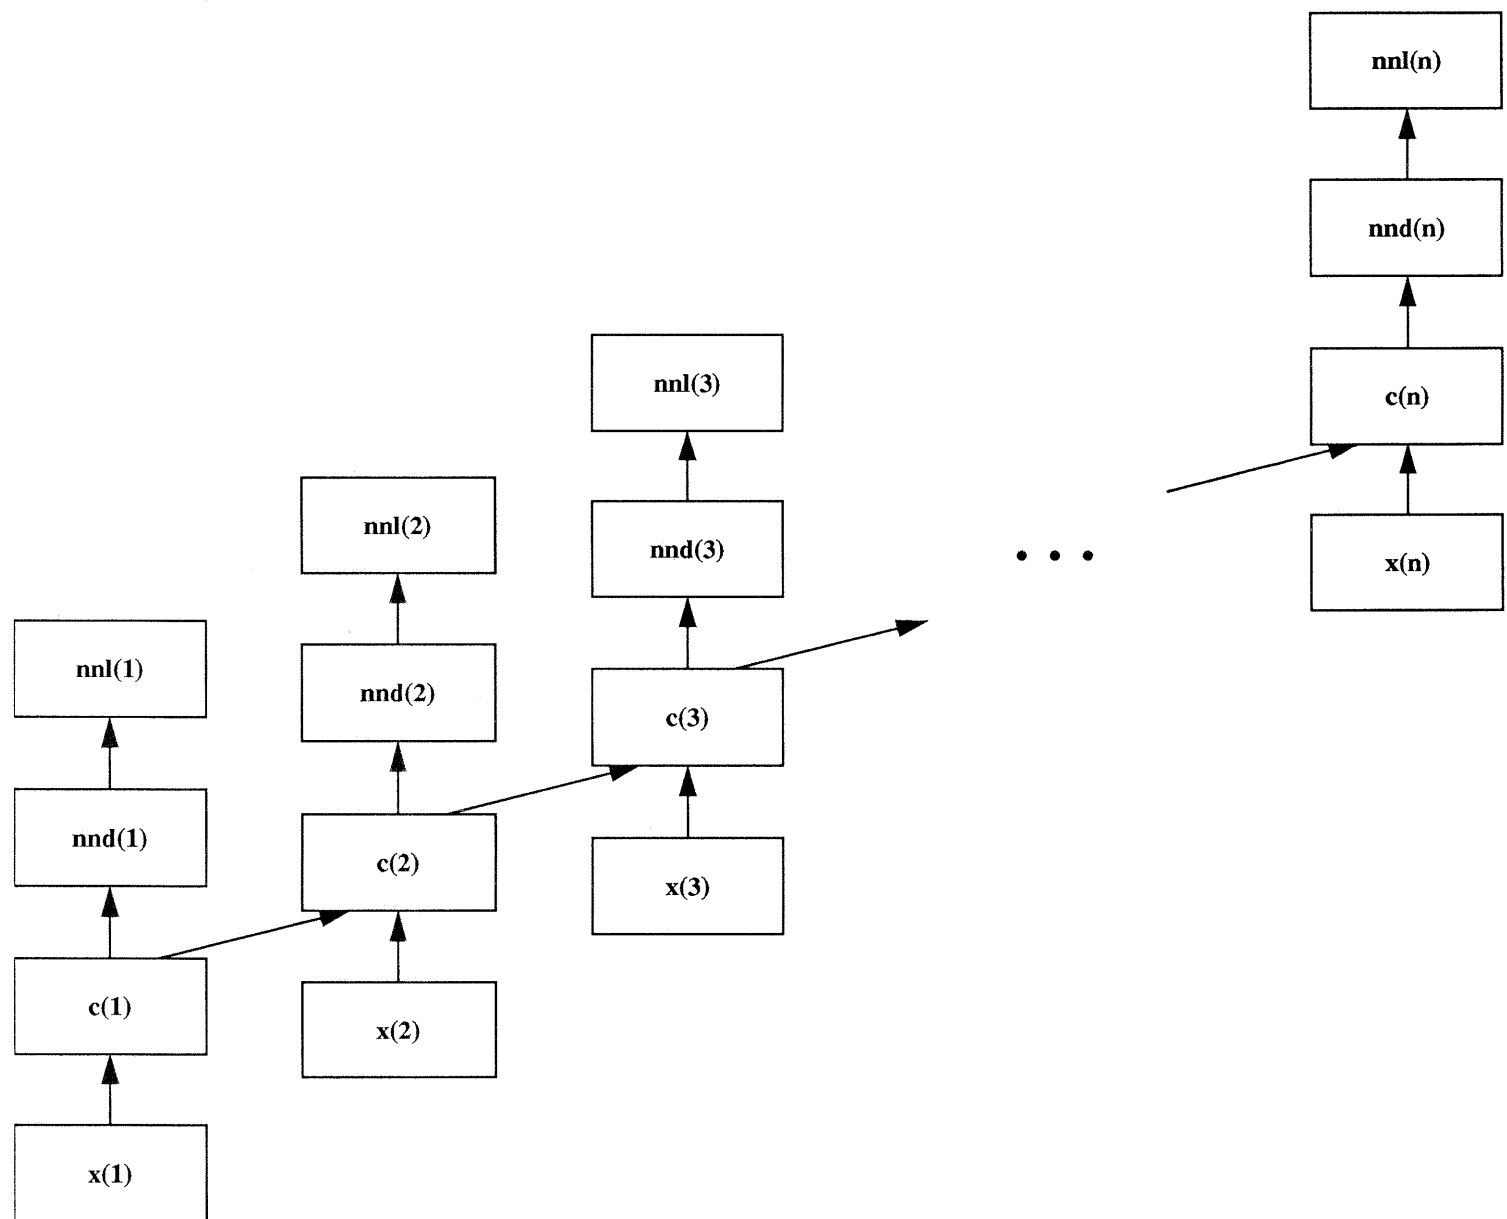 nnl(n)
nnd(n)
c(n)
x(n)
nnl(3)
nnd(3)
c(3)
x(3)
nnl(2)
nnd(2)
c(2)
x(2)
nnl(1)
nnd(1)
c(1)
x(1)
• • •